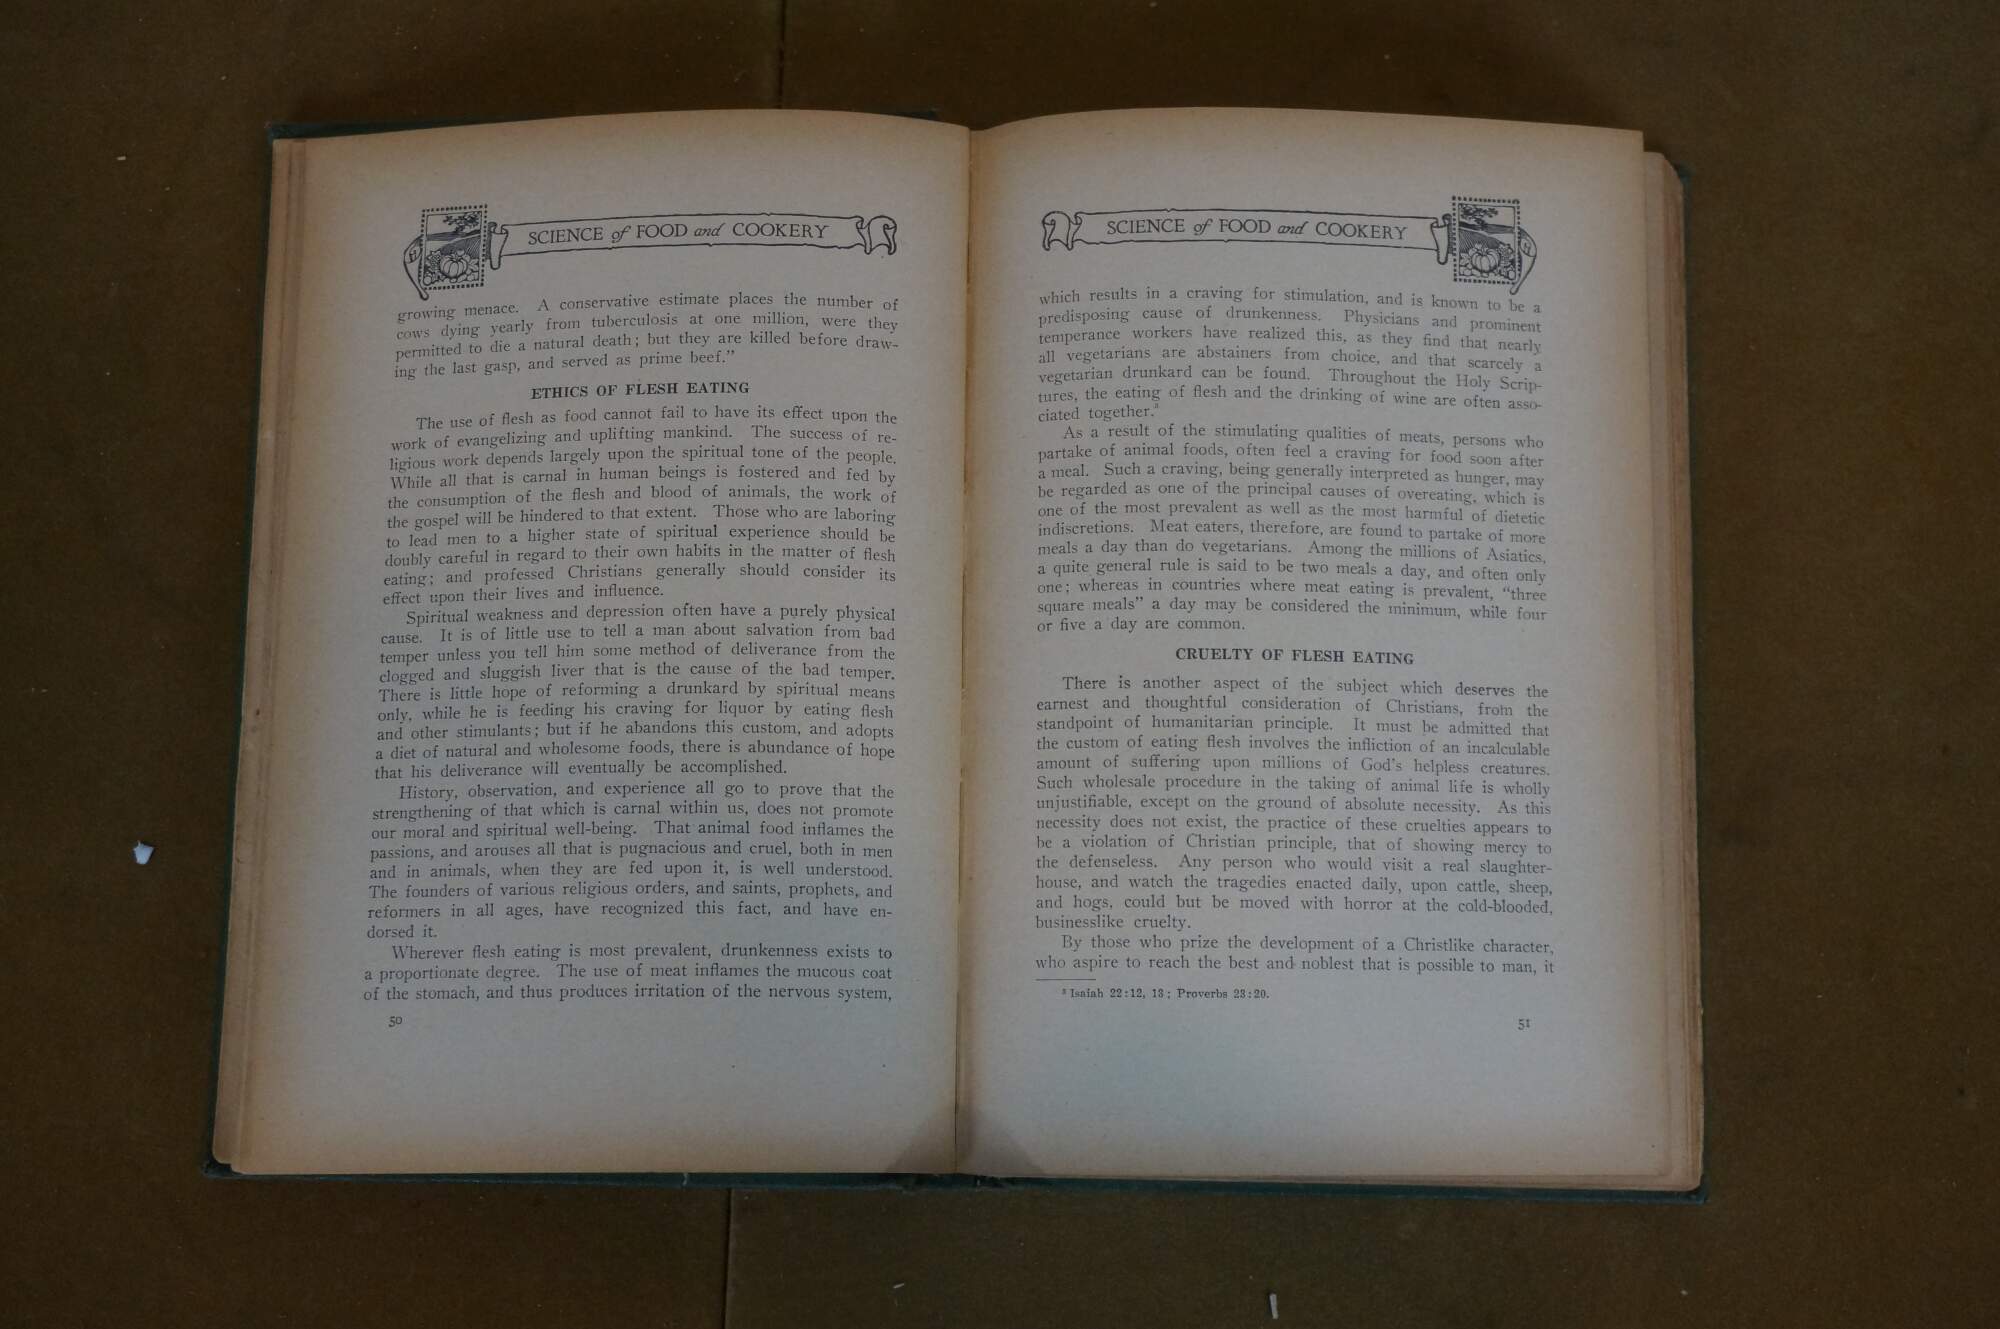 SCIENCE of FOOD and COOKERY
growing menace. A conservative estimate places the number of
cows dying yearly from tuberculosis at one million, were they
permitted to die a natural death; but they are killed before draw-
ing the last gasp, and served as prime beef."
ETHICS OF FLESH EATING
The use of flesh as food cannot fail to have its effect upon the
work of evangelizing and uplifting mankind. The success of re-
ligious work depends largely upon the spiritual tone of the people.
While all that is carnal in human beings is fostered and fed by
the consumption of the flesh and blood of animals, the work of
the gospel will be hindered to that extent. Those who are laboring
to lead men to a higher state of spiritual experience should be
doubly careful in regard to their own habits in the matter of flesh
eating; and professed Christians generally should consider its
effect upon their lives and influence.
Spiritual weakness and depression often have a purely physical
cause. It is of little use to tell a man about salvation from bad
temper unless you tell him some method of deliverance from the
clogged and sluggish liver that is the cause of the bad temper.
There is little hope of reforming a drunkard by spiritual means
only, while he is feeding his craving for liquor by eating flesh
and other stimulants; but if he abandons this custom, and adopts
a diet of natural and wholesome foods, there is abundance of hope
that his deliverance will eventually be accomplished.
History, observation, and experience all go to prove that the
strengthening of that which is carnal within us, does not promote
our moral and spiritual well-being. That animal food inflames the
passions, and arouses all that is pugnacious and cruel, both in men
and in animals, when they are fed upon it, is well understood.
The founders of various religious orders, and saints, prophets, and
reformers in all ages, have recognized this fact, and have en-
dorsed it.
Wherever flesh eating is most prevalent, drunkenness exists to
a proportionate degree. The use of meat inflames the mucous coat
of the stomach, and thus produces irritation of the nervous system,
50
SCIENCE of FOOD and COOKERY
which results in a craving for stimulation, and is known to be a
predisposing cause of drunkenness. Physicians and prominent
temperance workers have realized this, as they find that nearly
all vegetarians are abstainers from choice, and that scarcely a
vegetarian drunkard can be found. Throughout the Holy Scrip-
tures, the eating of flesh and the drinking of wine are often asso-
ciated together.³
As a result of the stimulating qualities of meats, persons who
partake of animal foods, often feel a craving for food soon after
a meal. Such a craving, being generally interpreted as hunger, may
be regarded as one of the principal causes of overeating, which is
one of the most prevalent as well as the most harmful of dietetic
indiscretions. Meat eaters, therefore, are found to partake of more
meals a day than do vegetarians. Among the millions of Asiatics,
a quite general rule is said to be two meals a day, and often only
one; whereas in countries where meat eating is prevalent, "three
square meals" a day may be considered the minimum, while four
or five a day are common.
CRUELTY OF FLESH EATING
There is another aspect of the subject which deserves the
earnest and thoughtful consideration of Christians, from the
standpoint of humanitarian principle. It must be admitted that
the custom of eating flesh involves the infliction of an incalculable
amount of suffering upon millions of God's helpless creatures.
Such wholesale procedure in the taking of animal life is wholly
unjustifiable, except on the ground of absolute necessity. As this
necessity does not exist, the practice of these cruelties appears to
be a violation of Christian principle, that of showing mercy to
the defenseless. Any person who would visit a real slaughter-
house, and watch the tragedies enacted daily, upon cattle, sheep,
and hogs, could but be moved with horror at the cold-blooded,
businesslike cruelty.
By those who prize the development of a Christlike character,
who aspire to reach the best and noblest that is possible to man, it
³ Isaiah 22:12, 13; Proverbs 23:20.
51